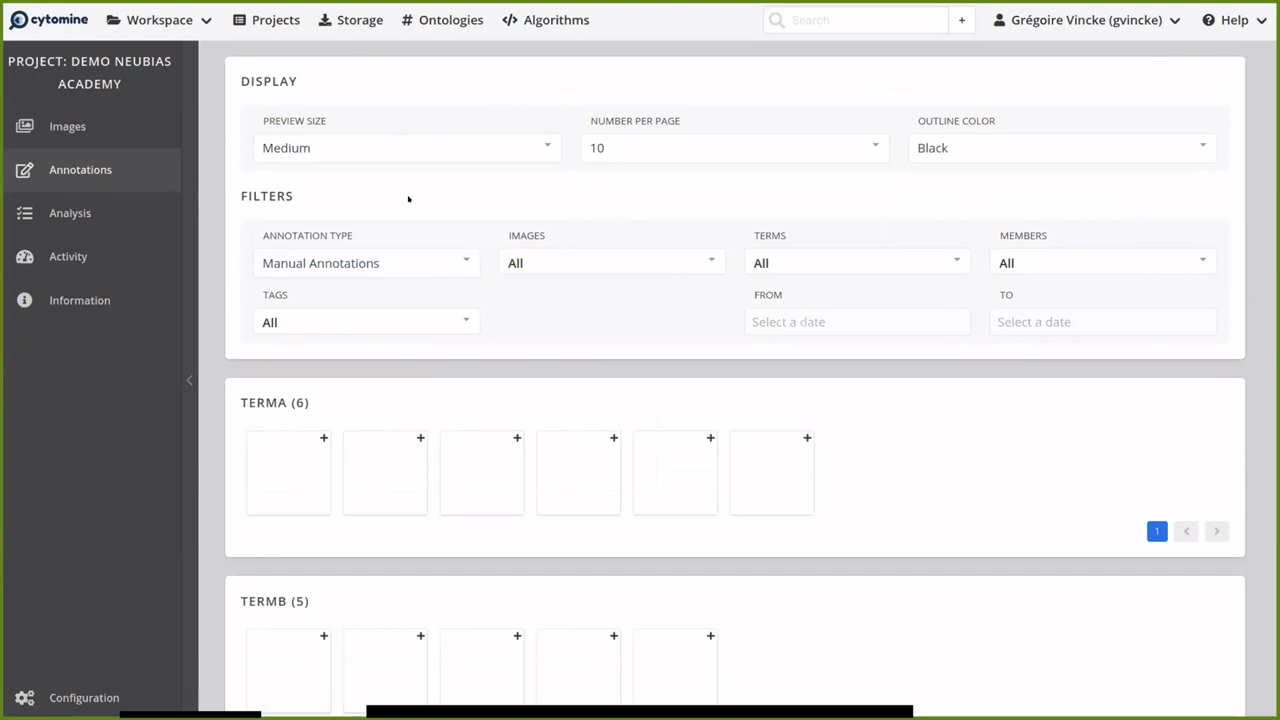 cytomine Workspace Projects Storage Ontologies Algorithms Search + Grégoire Vincke (gvincke) Help
PROJECT: DEMO NEUBIAS
ACADEMY
Images
Annotations
Analysis
Activity
Information
Configuration
DISPLAY
PREVIEW SIZE NUMBER PER PAGE OUTLINE COLOR
Medium 10 Black
FILTERS
ANNOTATION TYPE IMAGES TERMS MEMBERS
Manual Annotations All All All
TAGS FROM TO
All Select a date Select a date
TERMA (6)
+ + + + + +
1 < >
TERMB (5)
+ + + + +